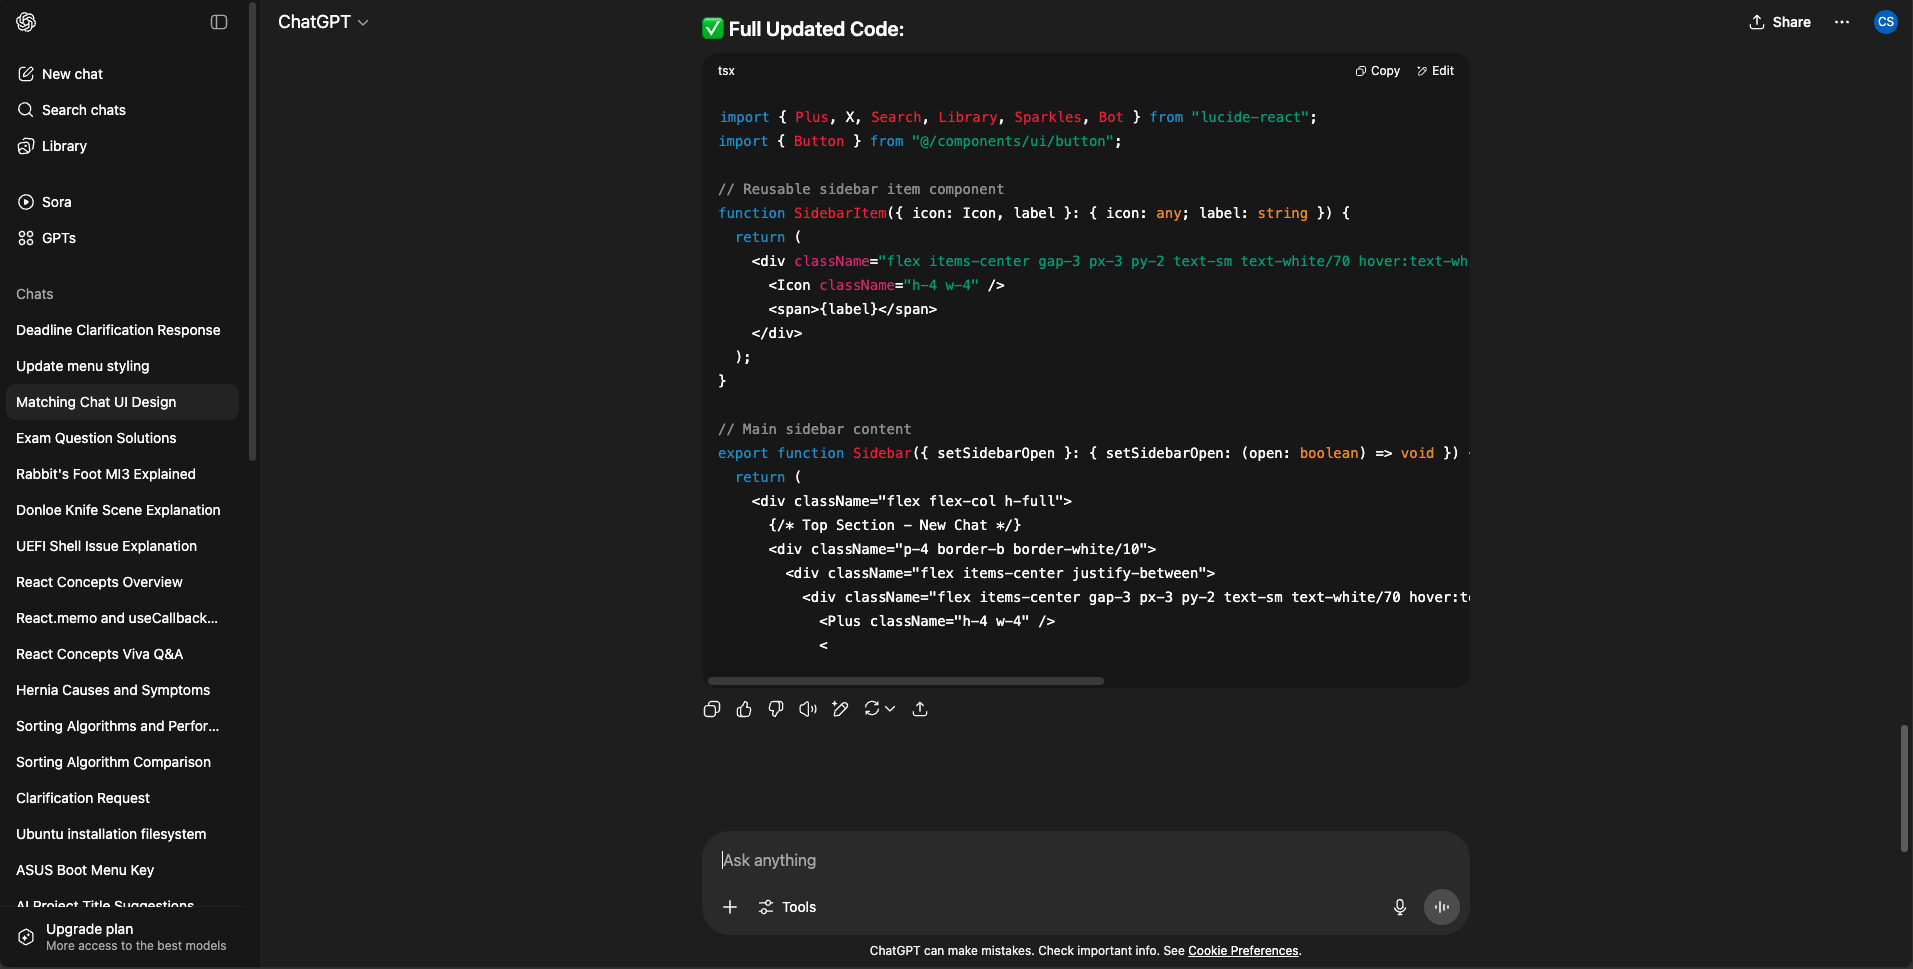 ChatGPT
New chat
Search chats
Library
Sora
GPTs
Chats
Deadline Clarification Response
Update menu styling
Matching Chat UI Design
Exam Question Solutions
Rabbit's Foot MI3 Explained
Donloe Knife Scene Explanation
UEFI Shell Issue Explanation
React Concepts Overview
React.memo and useCallback...
React Concepts Viva Q&A
Hernia Causes and Symptoms
Sorting Algorithms and Perfor...
Sorting Algorithm Comparison
Clarification Request
Ubuntu installation filesystem
ASUS Boot Menu Key
AI Project Title Suggestions
Upgrade plan
More access to the best models
Share
CS
✅ Full Updated Code:
tsx
Copy
Edit
import { Plus, X, Search, Library, Sparkles, Bot } from "lucide-react";
import { Button } from "@/components/ui/button";
// Reusable sidebar item component
function SidebarItem({ icon: Icon, label }: { icon: any; label: string }) {
  return (
    <div className="flex items-center gap-3 px-3 py-2 text-sm text-white/70 hover:text-wh
      <Icon className="h-4 w-4" />
      <span>{label}</span>
    </div>
  );
}
// Main sidebar content
export function Sidebar({ setSidebarOpen }: { setSidebarOpen: (open: boolean) => void }) {
  return (
    <div className="flex flex-col h-full">
      {/* Top Section - New Chat */}
      <div className="p-4 border-b border-white/10">
        <div className="flex items-center justify-between">
          <div className="flex items-center gap-3 px-3 py-2 text-sm text-white/70 hover:t
            <Plus className="h-4 w-4" />
            <
Ask anything
Tools
ChatGPT can make mistakes. Check important info. See Cookie Preferences.